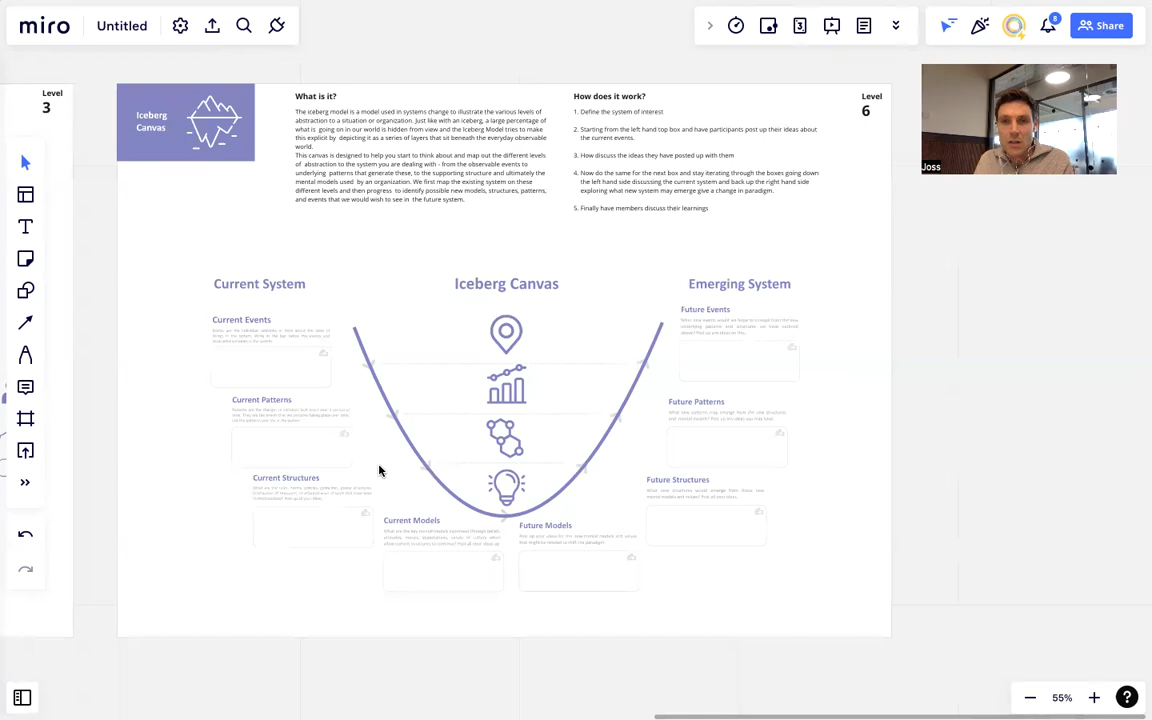 miro
Untitled
3
8
Share
Joss
Level
3
Iceberg
Canvas
What is it?
The iceberg model is a model used in systems change to illustrate the various levels of
abstraction to a situation or organization. Just like with an iceberg, a large percentage of
what is going on in our world is hidden from view and the Iceberg Model tries to make
this explicit by depicting it as a series of layers that sit beneath the everyday observable
world.
This canvas is designed to help you start to think about and map out the different levels
of abstraction to the system you are dealing with - from the observable events to
underlying patterns that generate these, to the supporting structure and ultimately the
mental models used by an organization. We first map the existing system on these
different levels and then progress to identify possible new models, structures, patterns,
and events that we would wish to see in the future system.
How does it work?
1. Define the system of interest
2. Starting from the left hand top box and have participants post up their ideas about
the current events.
3. How discuss the ideas they have posted up with them
4. Now do the same for the next box and stay iterating through the boxes going down
the left hand side discussing the current system and back up the right hand side
exploring what new system may emerge give a change in paradigm.
5. Finally have members discuss their learnings
Level
6
Current System
Iceberg Canvas
Emerging System
Current Events
Future Events
Current Patterns
Future Patterns
Current Structures
Future Structures
Current Models
Future Models
55%